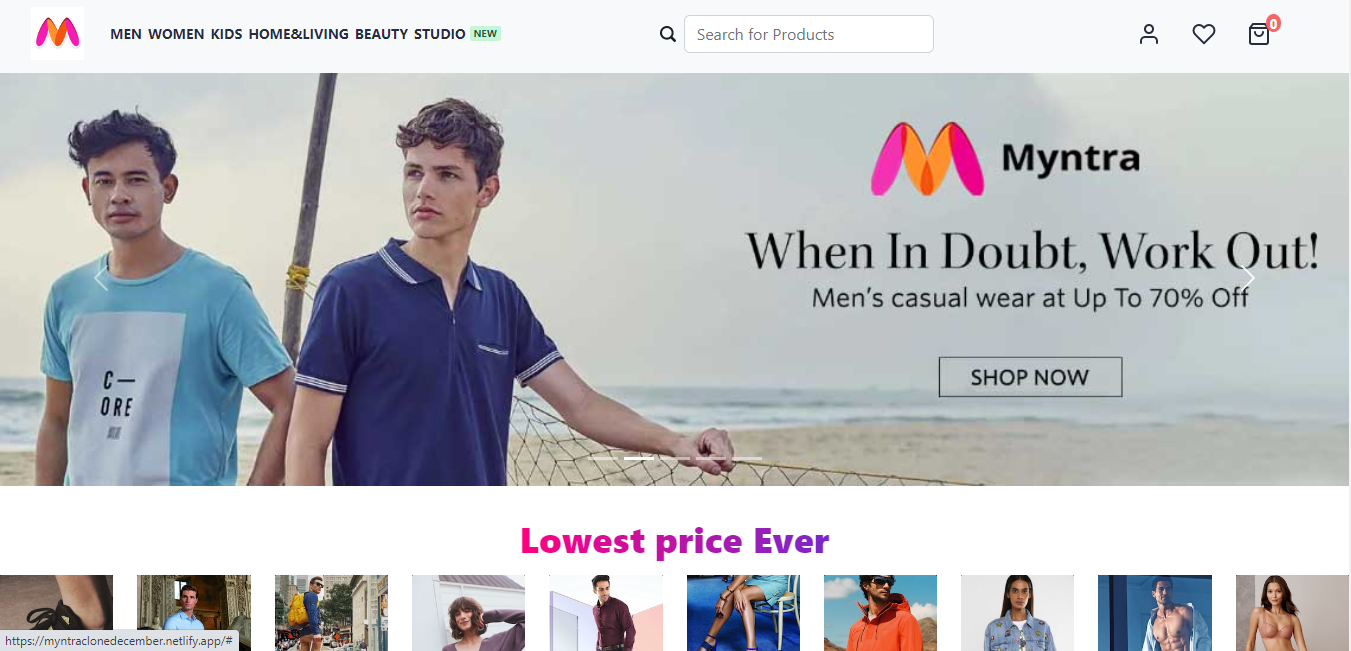 MEN WOMEN KIDS HOME&LIVING BEAUTY STUDIO NEW
Search for Products
0
Myntra
When In Doubt, Work Out!
Men's casual wear at Up To 70% Off
SHOP NOW
C—
ORE
Lowest price Ever
https://myntraclonedecember.netlify.app/#